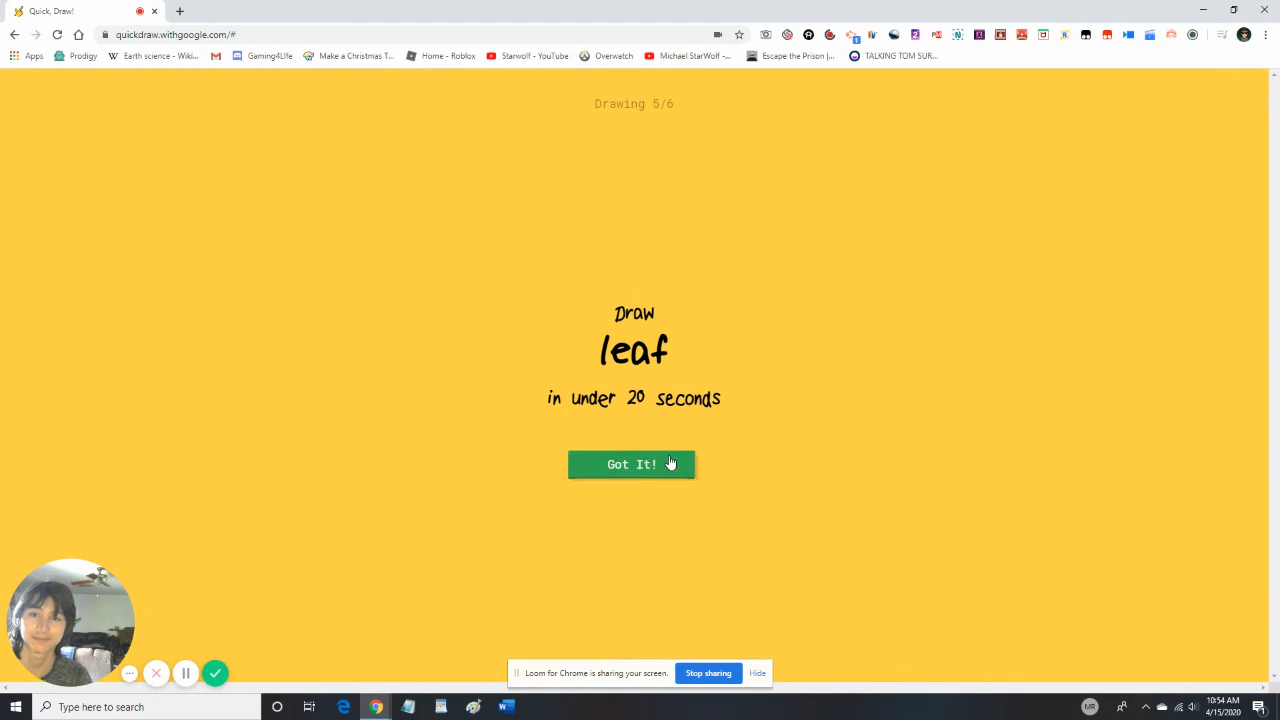 Quick, Draw!
quickdraw.withgoogle.com/#
Apps
Prodigy
Earth science - Wiki...
Gaming4Life
Make a Christmas T...
Home - Roblox
Starwolf - YouTube
Overwatch
Michael StarWolf -...
Escape the Prison |...
TALKING TOM SUR...
Drawing 5/6
Draw
leaf
in under 20 seconds
Got It!
Loom for Chrome is sharing your screen.
Stop sharing
Hide
Type here to search
MR
10:54 AM
4/15/2020